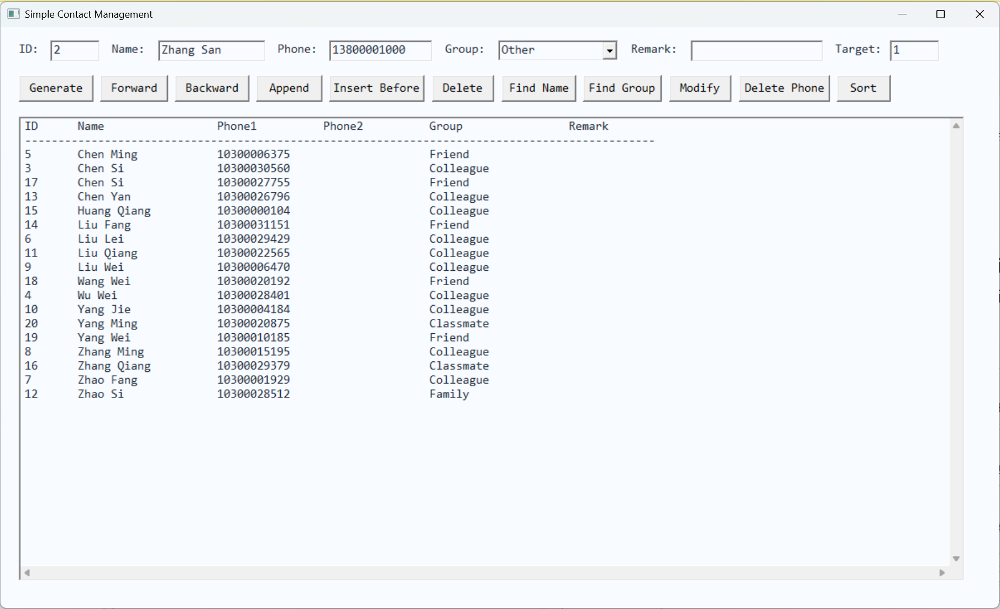 Simple Contact Management
ID: 2 Name: Zhang San Phone: 13800001000 Group: Other Remark: Target: 1
Generate Forward Backward Append Insert Before Delete Find Name Find Group Modify Delete Phone Sort
ID Name Phone1 Phone2 Group Remark
-----------------------------------------------------------------------------------------------
5 Chen Ming 10300006375 Friend
3 Chen Si 10300030560 Colleague
17 Chen Si 10300027755 Friend
13 Chen Yan 10300026796 Colleague
15 Huang Qiang 10300000104 Colleague
14 Liu Fang 10300031151 Friend
6 Liu Lei 10300029429 Colleague
11 Liu Qiang 10300022565 Colleague
9 Liu Wei 10300006470 Colleague
18 Wang Wei 10300020192 Friend
4 Wu Wei 10300028401 Colleague
10 Yang Jie 10300004184 Colleague
20 Yang Ming 10300020875 Classmate
19 Yang Wei 10300010185 Friend
8 Zhang Ming 10300015195 Colleague
16 Zhang Qiang 10300029379 Classmate
7 Zhao Fang 10300001929 Colleague
12 Zhao Si 10300028512 Family